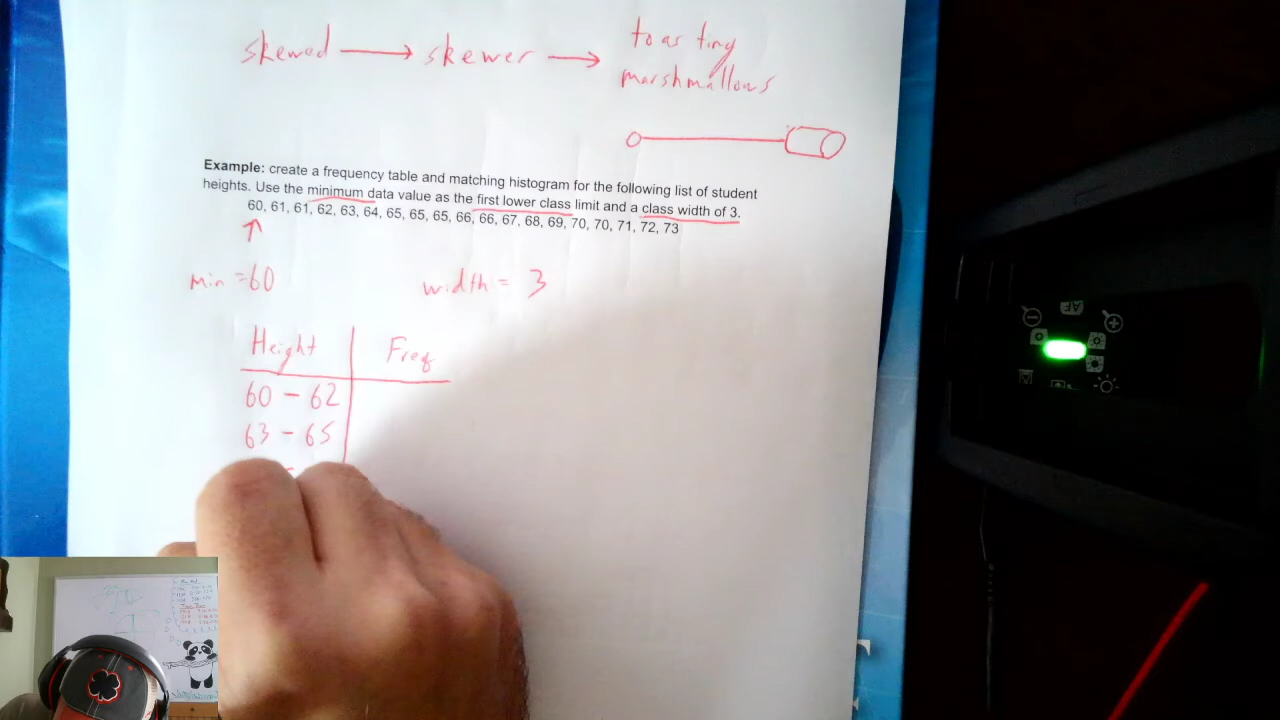 skewed → skewer → to as tiny
marshmallows
Example: create a frequency table and matching histogram for the following list of student
heights. Use the minimum data value as the first lower class limit and a class width of 3.
60, 61, 61, 62, 63, 64, 65, 65, 65, 66, 66, 67, 68, 69, 70, 70, 71, 72, 73
Min = 60 width = 3
Height Freq
60 - 62
63 - 65